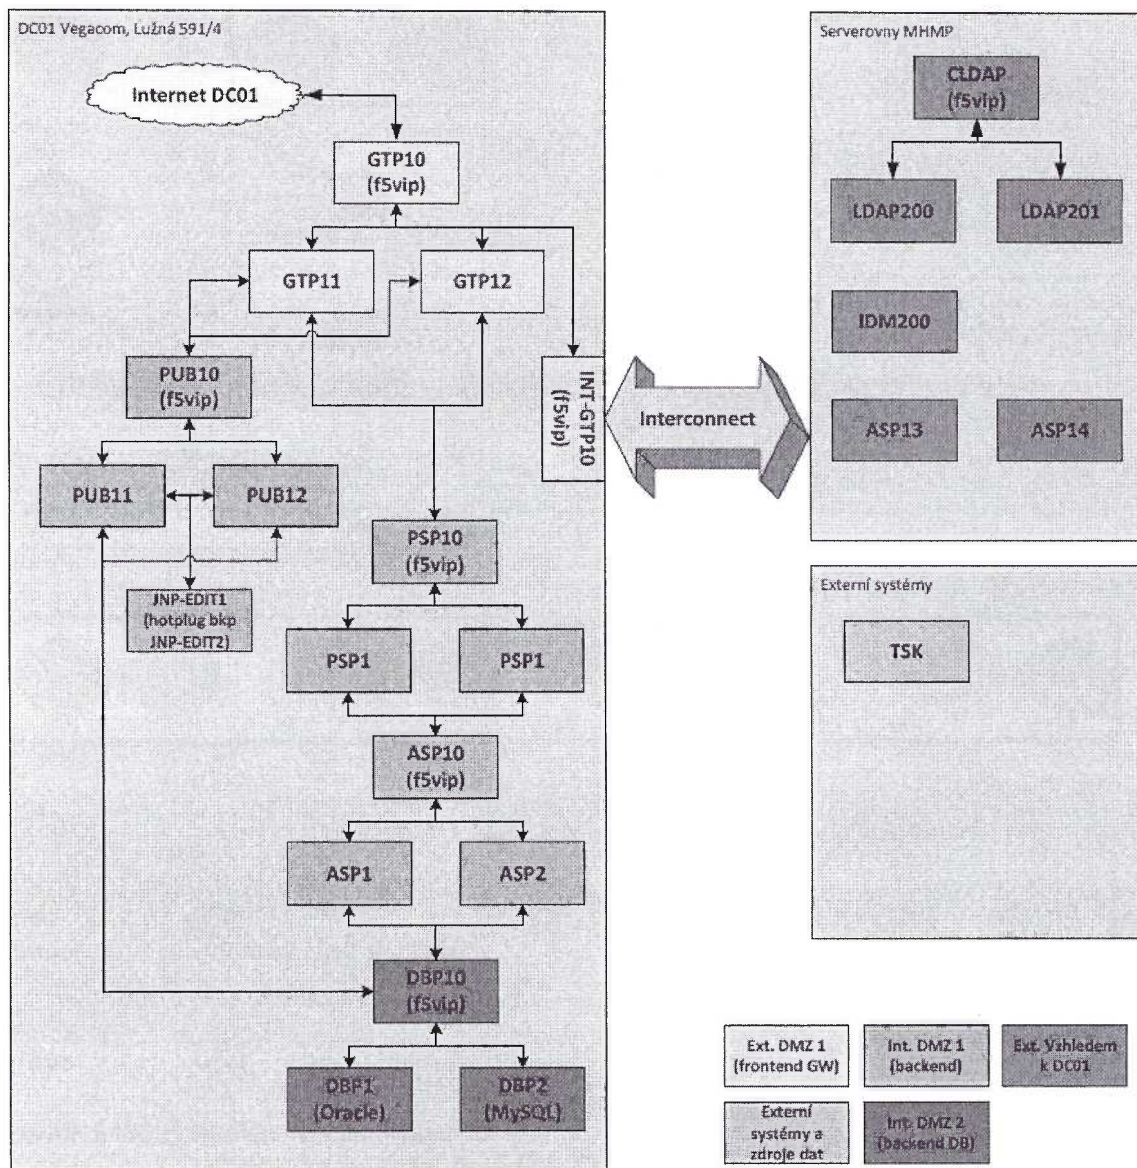 DC01 Vegacom, Lužná 591/4
Internet DC01
GTP10
(f5vip)
GTP11
GTP12
PUB10
(f5vip)
INT-GTP10
(f5vip)
PUB11
PUB12
JNP-EDIT1
(hotplug bkp
JNP-EDIT2)
PSP10
(f5vip)
PSP1
PSP1
ASP10
(f5vip)
ASP1
ASP2
DBP10
(f5vip)
DBP1
(Oracle)
DBP2
(MySQL)
Interconnect
Serverovny MHMP
CLDAP
(f5vip)
LDAP200
LDAP201
IDM200
ASP13
ASP14
Externí systémy
TSK
Ext. DMZ 1
(frontend GW)
Int. DMZ 1
(backend)
Ext. Vzhledem
k DC01
Externí
systémy a
zdroje dat
Int. DMZ 2
(backend DB)